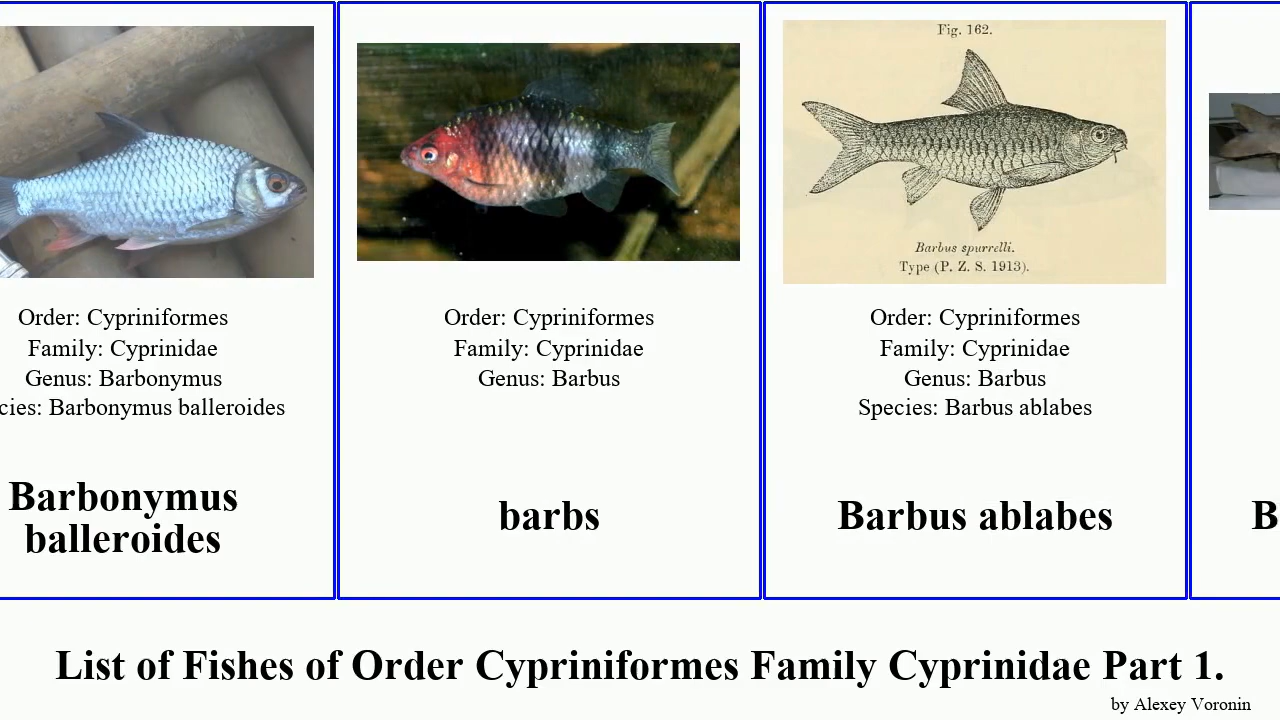 Order: Cypriniformes
Family: Cyprinidae
Genus: Barbonymus
cies: Barbonymus balleroides
Barbonymus
balleroides
Order: Cypriniformes
Family: Cyprinidae
Genus: Barbus
barbs
Fig. 162.
Barbus spurrelli.
Type (P. Z. S. 1913).
Order: Cypriniformes
Family: Cyprinidae
Genus: Barbus
Species: Barbus ablabes
Barbus ablabes
B
List of Fishes of Order Cypriniformes Family Cyprinidae Part 1.
by Alexey Voronin